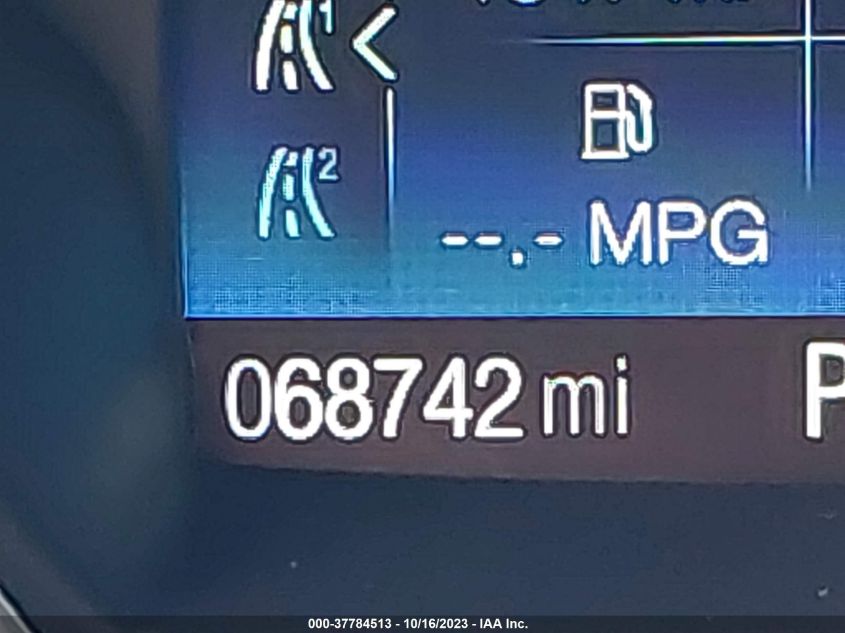 1
2
--.- MPG
068742 mi P
000-37784513 - 10/16/2023 - IAA Inc.